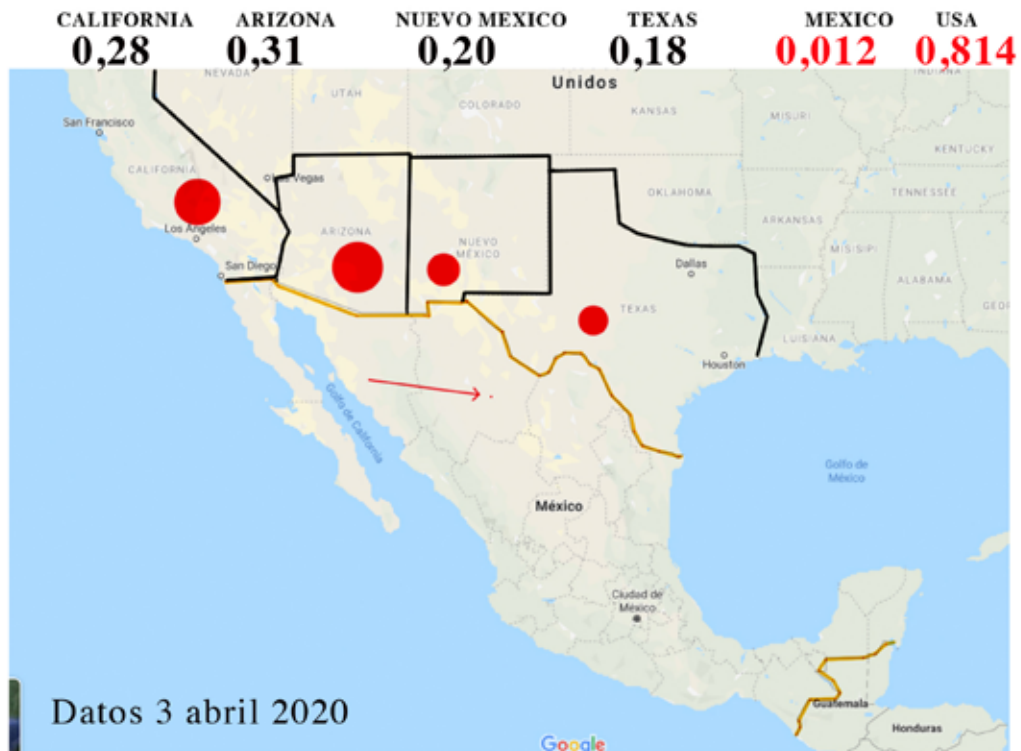 CALIFORNIA ARIZONA NUEVO MEXICO TEXAS MEXICO USA
0,28 0,31 0,20 0,18 0,012 0,814
NEVADA
Unidos
INDIANA
UTAH
COLORADO
KANSAS
MISURI
San Francisco
KENTUCKY
CALIFORNIA
Las Vegas
OKLAHOMA
TENNESSEE
ARKANSAS
Los Ángeles
ARIZONA
NUEVO
MÉXICO
MISISIPI
San Diego
Dallas
ALABAMA
TEXAS
GEO
LUISIANA
Houston
Golfo de California
Golfo de
México
México
Ciudad de
México
Guatemala
Datos 3 abril 2020
Honduras
Google